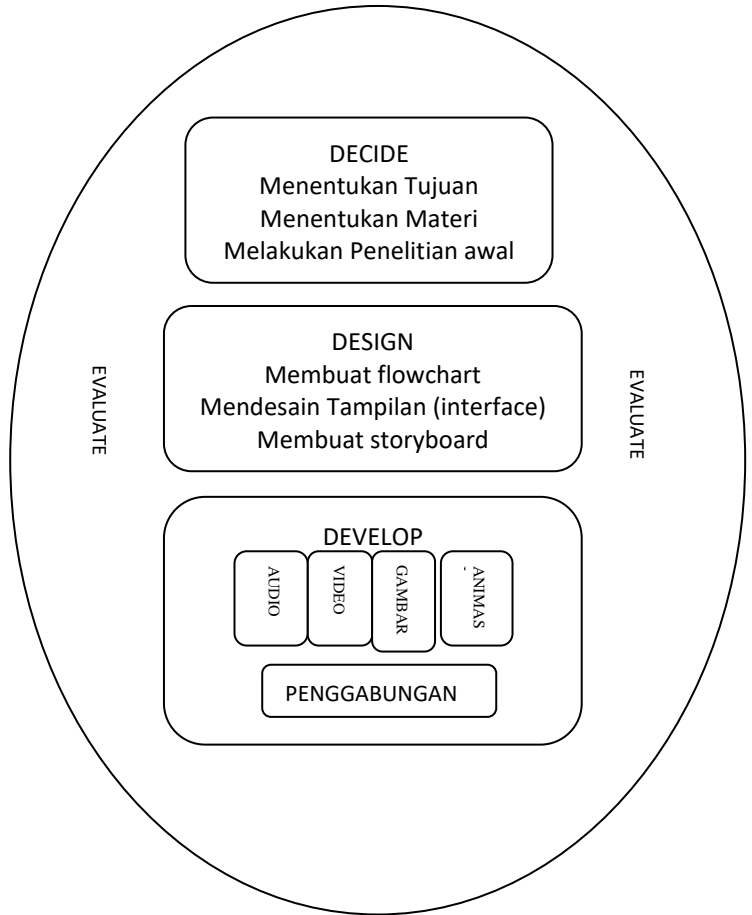 DECIDE
Menentukan Tujuan
Menentukan Materi
Melakukan Penelitian awal
DESIGN
Membuat flowchart
Mendesain Tampilan (interface)
Membuat storyboard
EVALUATE
EVALUATE
DEVELOP
AUDIO
VIDEO
GAMBAR
ANIMAS
PENGGABUNGAN